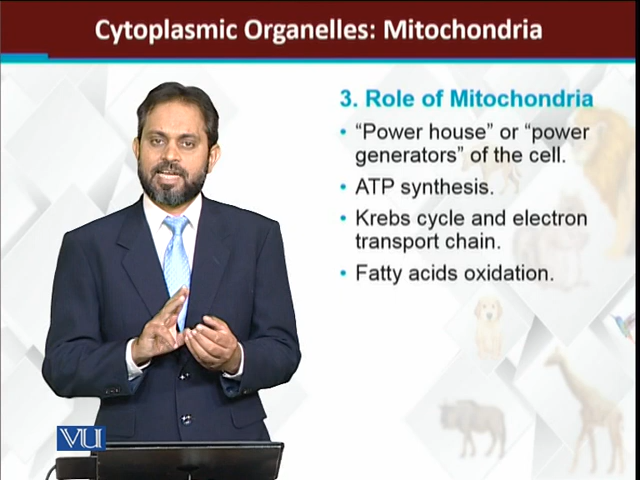 Cytoplasmic Organelles: Mitochondria
3. Role of Mitochondria
• “Power house” or “power
generators” of the cell.
• ATP synthesis.
• Krebs cycle and electron
transport chain.
• Fatty acids oxidation.
VU